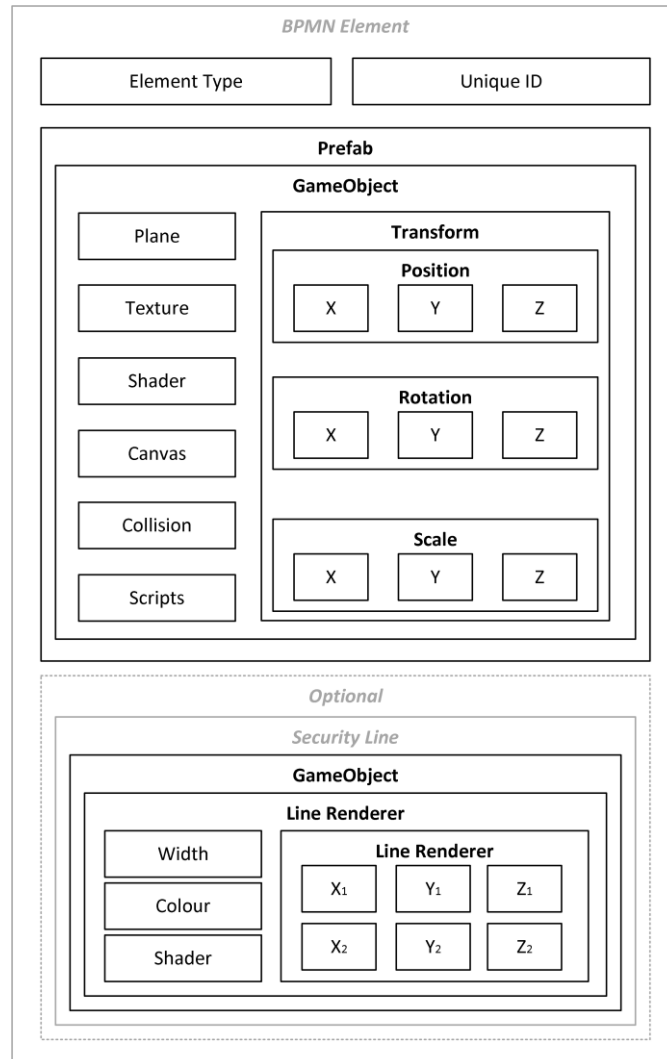 BPMN Element
Element Type
Unique ID
Prefab
GameObject
Plane
Texture
Shader
Canvas
Collision
Scripts
Transform
Position
X Y Z
Rotation
X Y Z
Scale
X Y Z
Optional
Security Line
GameObject
Line Renderer
Width
Colour
Shader
Line Renderer
X1 Y1 Z1
X2 Y2 Z2